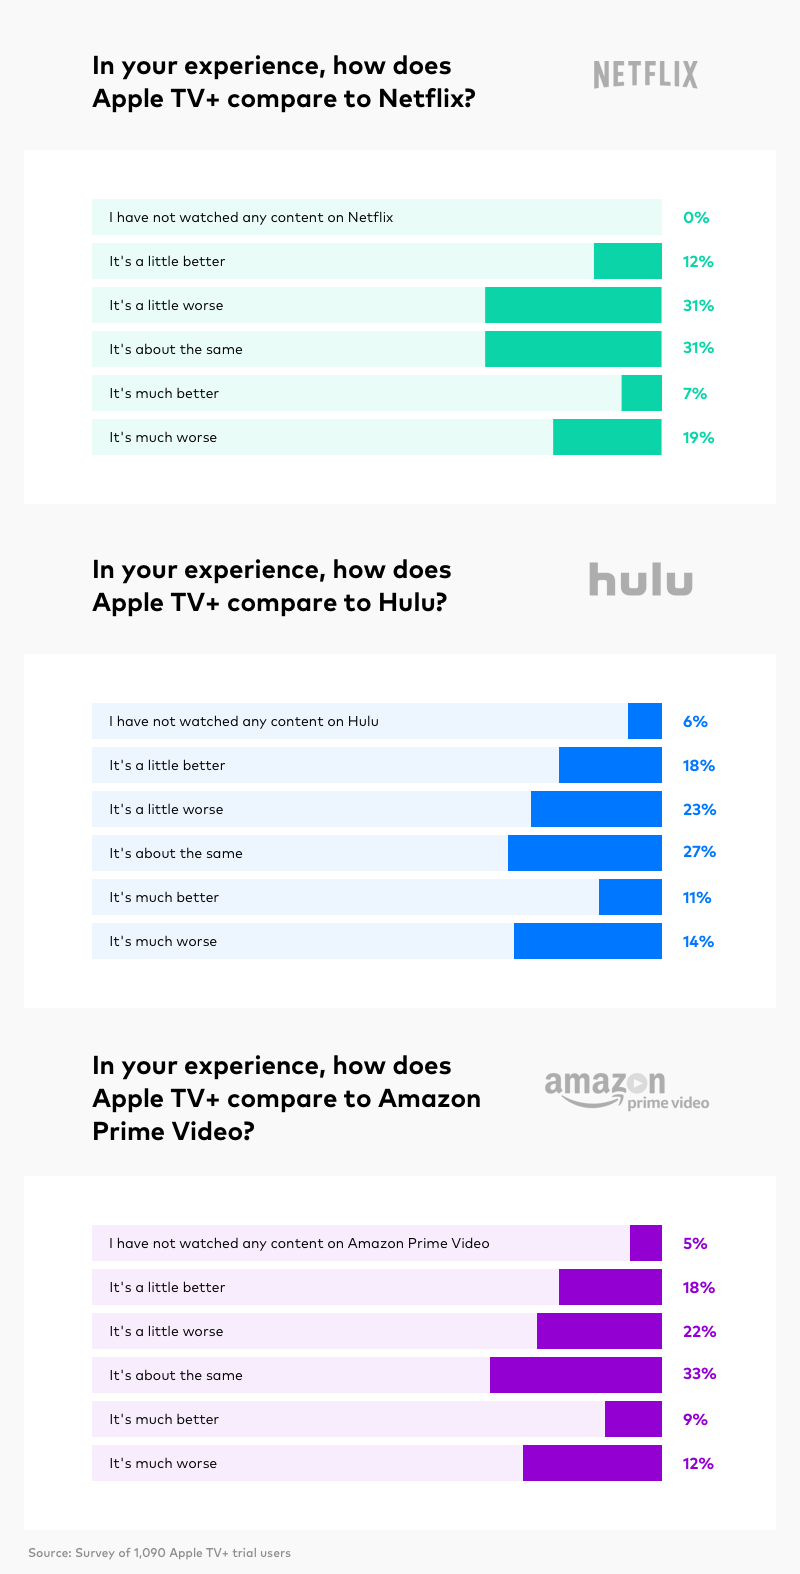 In your experience, how does
Apple TV+ compare to Netflix?
NETFLIX
I have not watched any content on Netflix 0%
It's a little better 12%
It's a little worse 31%
It's about the same 31%
It's much better 7%
It's much worse 19%
In your experience, how does
Apple TV+ compare to Hulu?
hulu
I have not watched any content on Hulu 6%
It's a little better 18%
It's a little worse 23%
It's about the same 27%
It's much better 11%
It's much worse 14%
In your experience, how does
Apple TV+ compare to Amazon
Prime Video?
amazon
prime video
I have not watched any content on Amazon Prime Video 5%
It's a little better 18%
It's a little worse 22%
It's about the same 33%
It's much better 9%
It's much worse 12%
Source: Survey of 1,090 Apple TV+ trial users